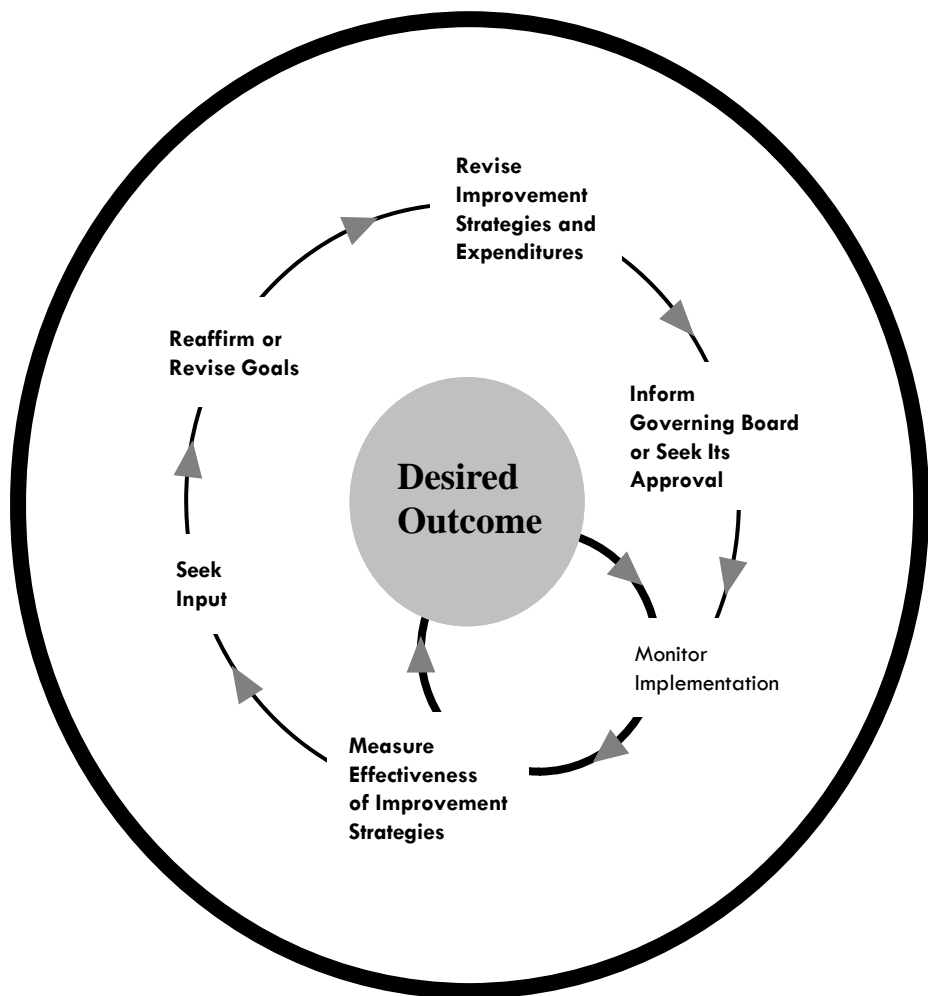 Revise
Improvement
Strategies and
Expenditures
Reaffirm or
Revise Goals
Inform
Governing Board
or Seek Its
Approval
Desired
Outcome
Seek
Input
Monitor
Implementation
Measure
Effectiveness
of Improvement
Strategies